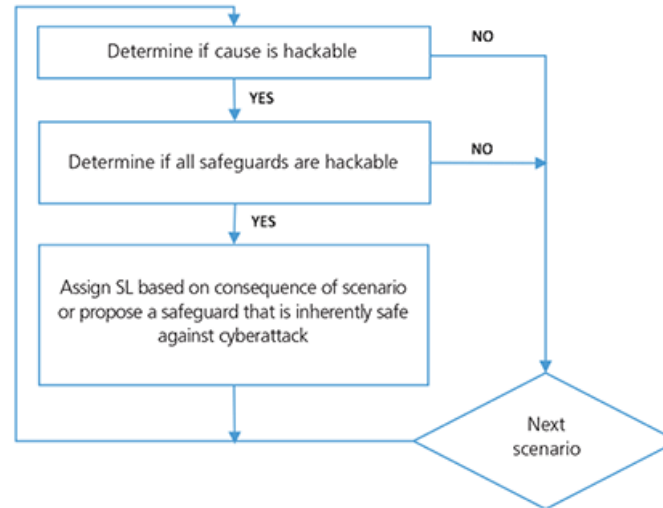 Determine if cause is hackable
NO
YES
Determine if all safeguards are hackable
NO
YES
Assign SL based on consequence of scenario
or propose a safeguard that is inherently safe
against cyberattack
Next
scenario